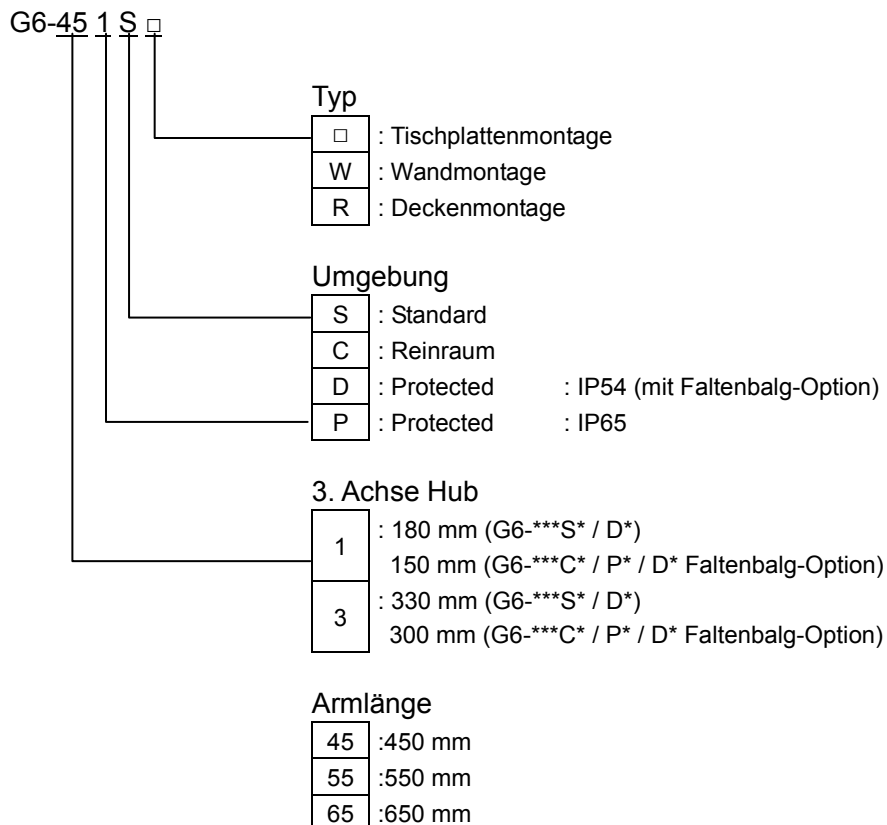 G6-45 1 S □
Typ
□ : Tischplattenmontage
W : Wandmontage
R : Deckenmontage
Umgebung
S : Standard
C : Reinraum
D : Protected : IP54 (mit Faltenbalg-Option)
P : Protected : IP65
3. Achse Hub
1 : 180 mm (G6-***S* / D*)
150 mm (G6-***C* / P* / D* Faltenbalg-Option)
3 : 330 mm (G6-***S* / D*)
300 mm (G6-***C* / P* / D* Faltenbalg-Option)
Armlänge
45 :450 mm
55 :550 mm
65 :650 mm